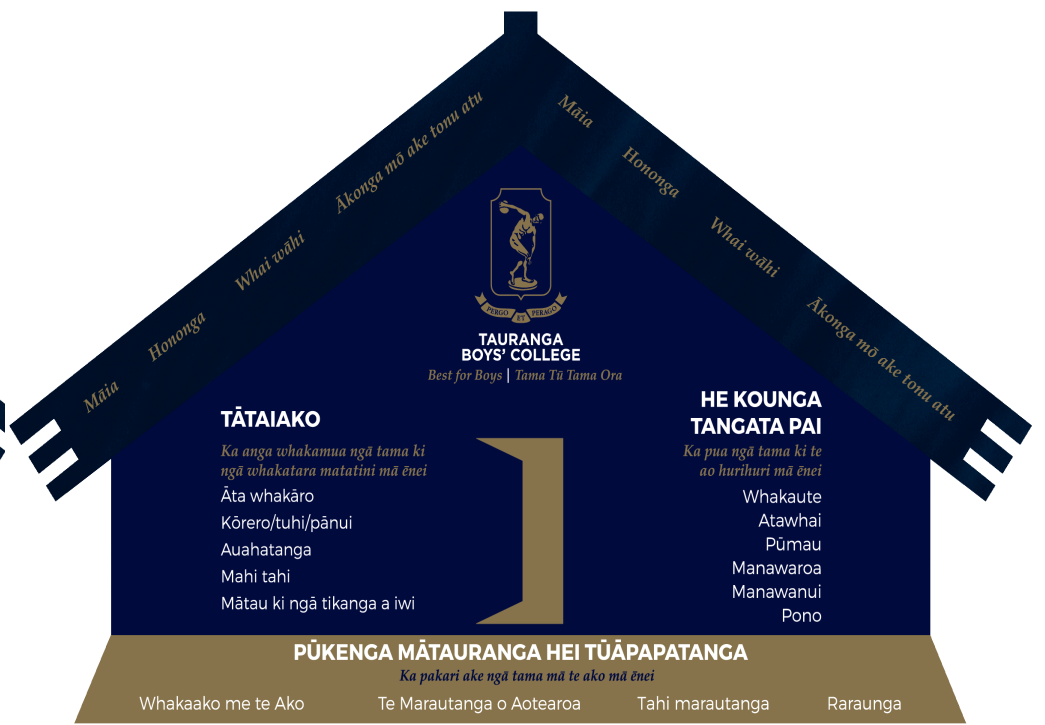 Māia
Hononga
Whai wāhi
Ākonga mō ake tonu atu
Māia
Hononga
Whai wāhi
Ākonga mō ake tonu atu
PERGO ET PERAGO
TAURANGA
BOYS' COLLEGE
Best for Boys | Tama Tū Tama Ora
TĀTAIAKO
Ka anga whakamua ngā tama ki
ngā whakatara matatini mā ēnei
Āta whakāro
Kōrero/tuhi/pānui
Auahatanga
Mahi tahi
Mātau ki ngā tikanga a iwi
HE KOUNGA
TANGATA PAI
Ka pua ngā tama ki te
ao hurihuri mā ēnei
Whakaute
Atawhai
Pūmau
Manawaroa
Manawanui
Pono
PŪKENGA MĀTAURANGA HEI TŪĀPAPATANGA
Ka pakari ake ngā tama mā te ako mā ēnei
Whakaako me te Ako
Te Marautanga o Aotearoa
Tahi marautanga
Raraunga